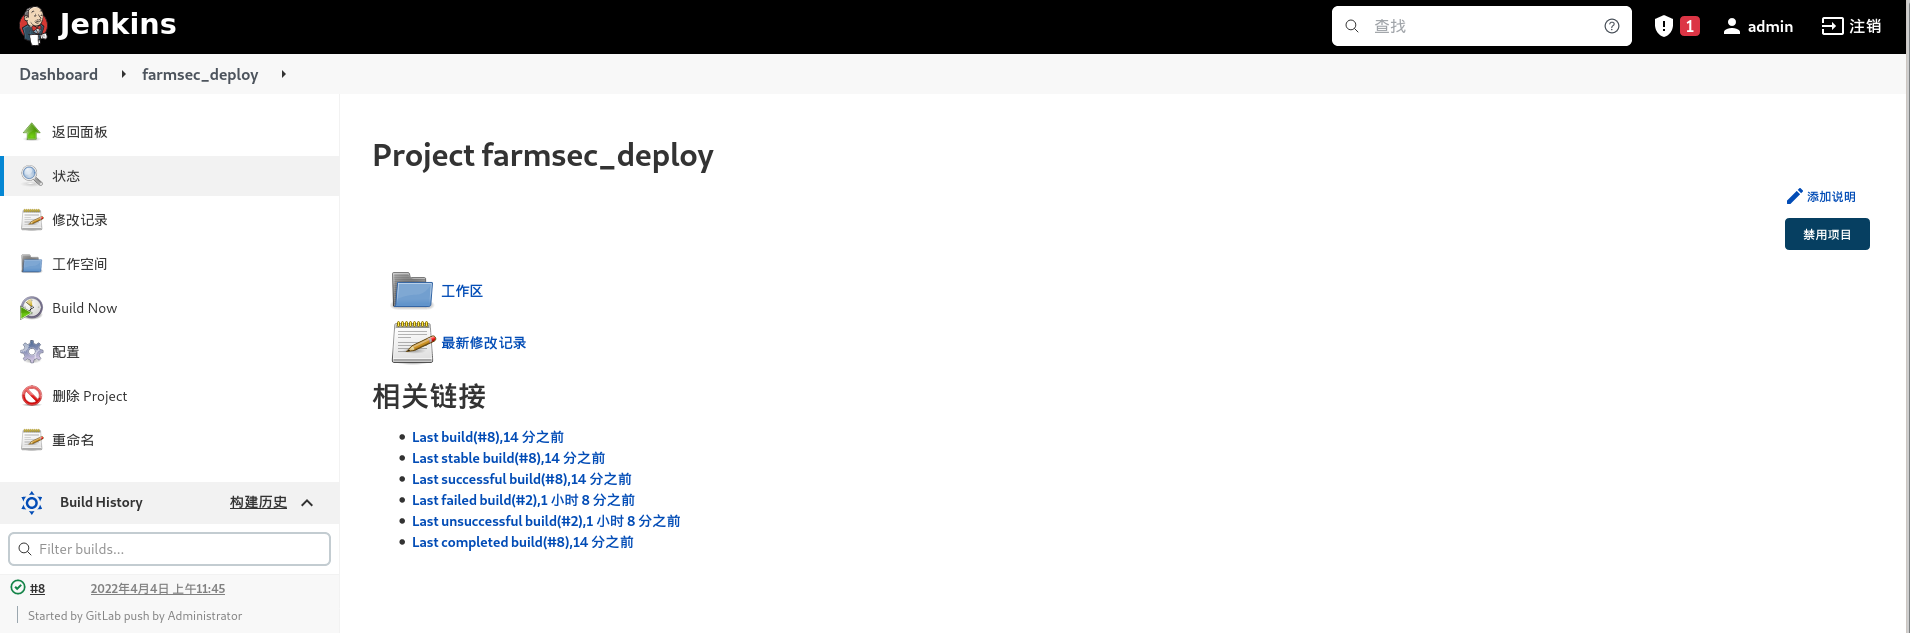 Jenkins
查找
1
admin
注销
Dashboard
farmsec_deploy
返回面板
状态
修改记录
工作空间
Build Now
配置
删除 Project
重命名
Build History
构建历史
Filter builds...
#8
2022年4月4日 上午11:45
Started by GitLab push by Administrator
Project farmsec_deploy
添加说明
禁用项目
工作区
最新修改记录
相关链接
Last build(#8),14 分之前
Last stable build(#8),14 分之前
Last successful build(#8),14 分之前
Last failed build(#2),1 小时 8 分之前
Last unsuccessful build(#2),1 小时 8 分之前
Last completed build(#8),14 分之前